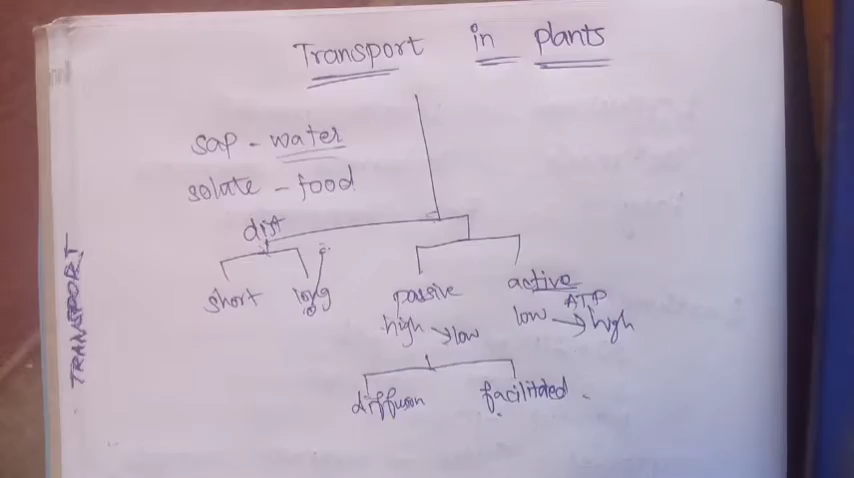 Transport in plants
sap - water
solute - food
dist
short long
passive active
ATP
high → low low → high
diffusion facilitated
TRANSPORT